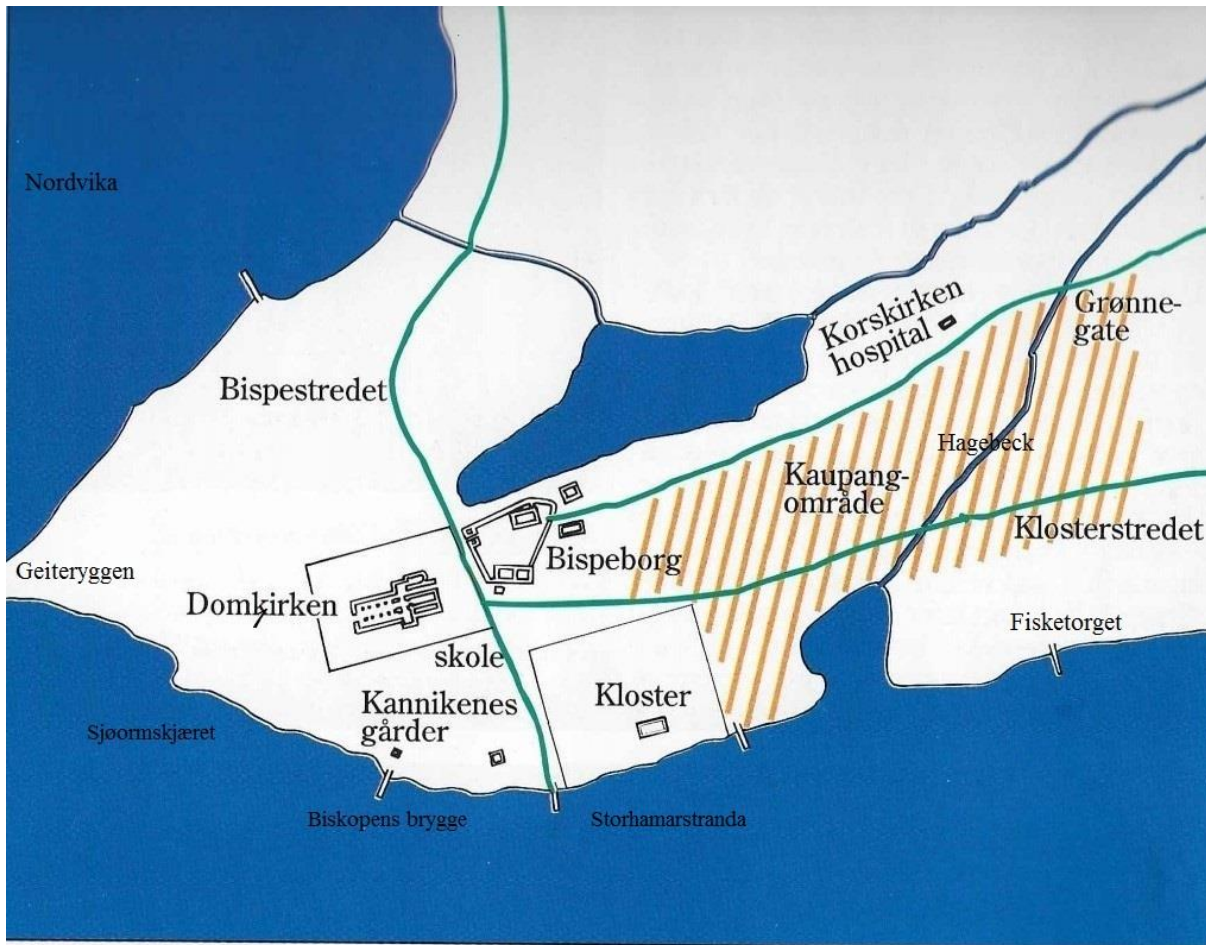 Nordvika
Korskirken
hospital
Grønne-
gate
Bispestredet
Hagebeck
Kaupang-
område
Klosterstredet
Bispeborg
Geiteryggen
Domkirken
Fisketorget
skole
Kannikenes
gårder
Kloster
Sjøormskjæret
Biskopens brygge
Storhamarstranda